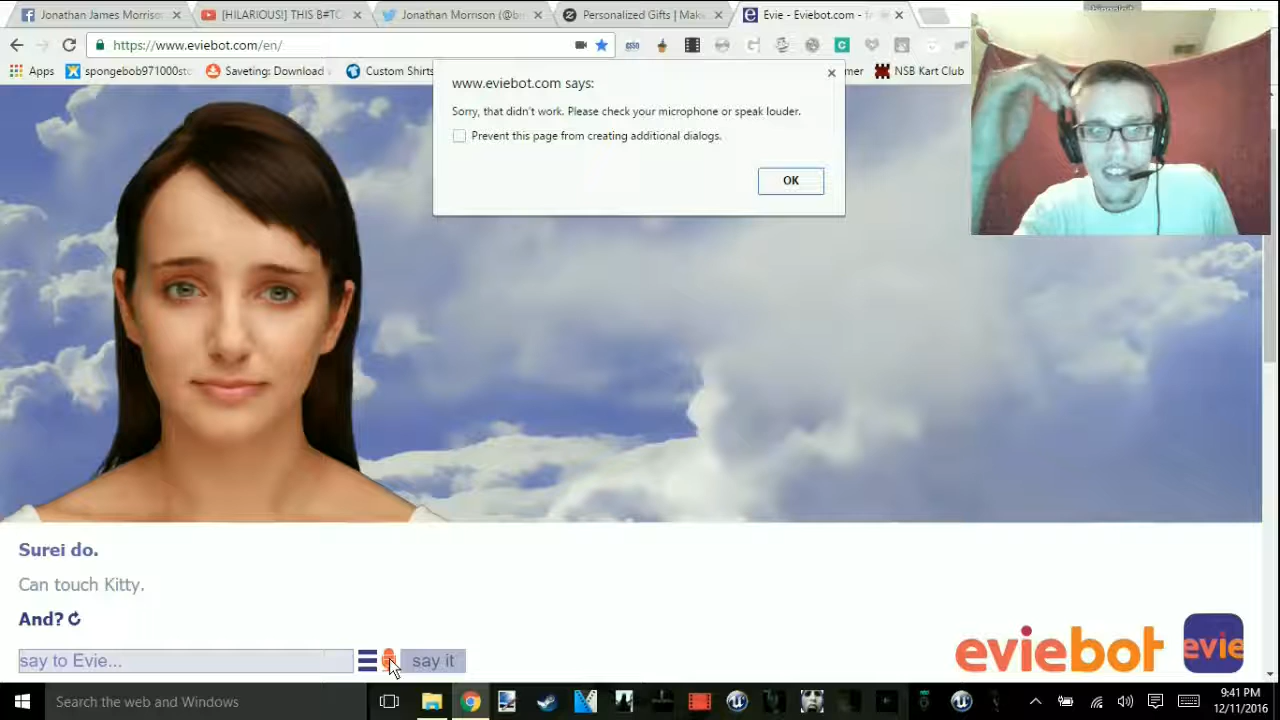 Jonathan James Morrison
[HILARIOUS!] THIS B#TC
Jonathan Morrison (@b
Personalized Gifts | Mak
Evie - Eviebot.com - 
https://www.eviebot.com/en/
Apps
spongebob971000ste
Saveting: Download
Custom Shirts
mer
NSB Kart Club
www.eviebot.com says:
Sorry, that didn't work. Please check your microphone or speak louder.
Prevent this page from creating additional dialogs.
OK
Surei do.
Can touch Kitty.
And?
say to Evie...
say it
eviebot
evie
Search the web and Windows
9:41 PM
12/11/2016